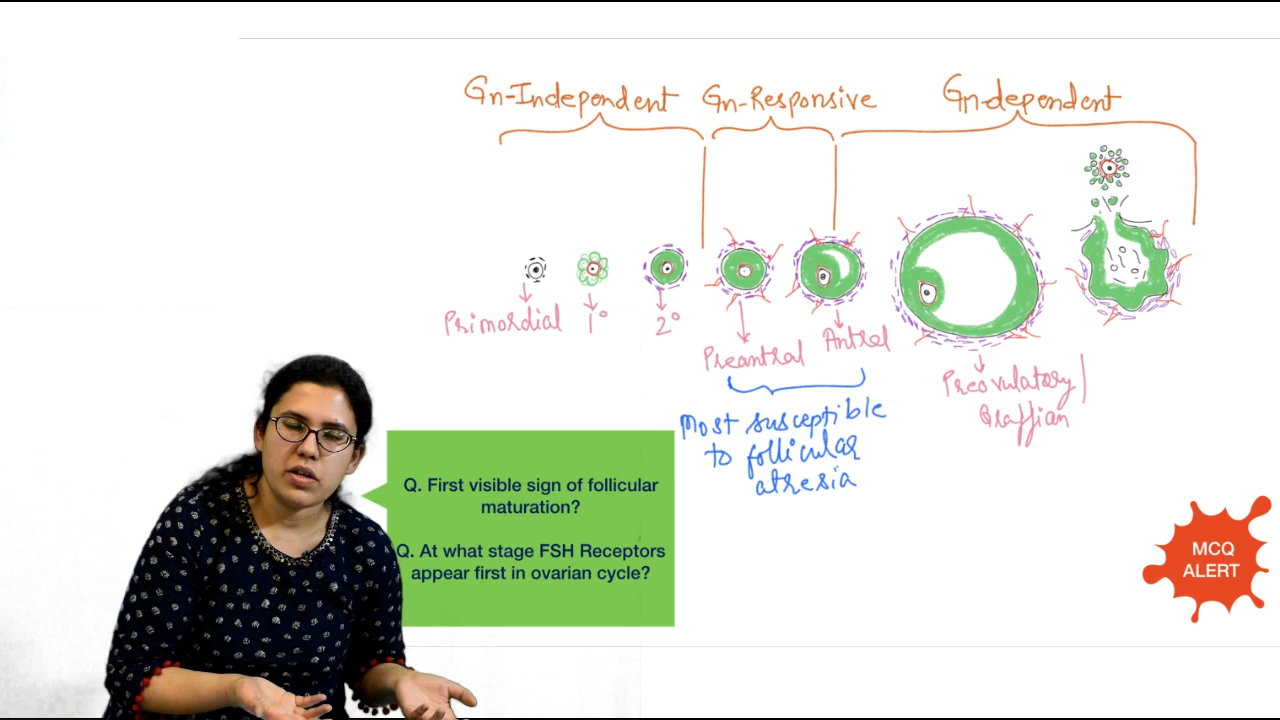 Gn-Independent
Gn-Responsive
Gn-dependent
Primordial
1°
2°
Preantral
Antral
Preovulatory/
Graffian
Most susceptible
to follicular
atresia
Q. First visible sign of follicular
maturation?
Q. At what stage FSH Receptors
appear first in ovarian cycle?
MCQ
ALERT